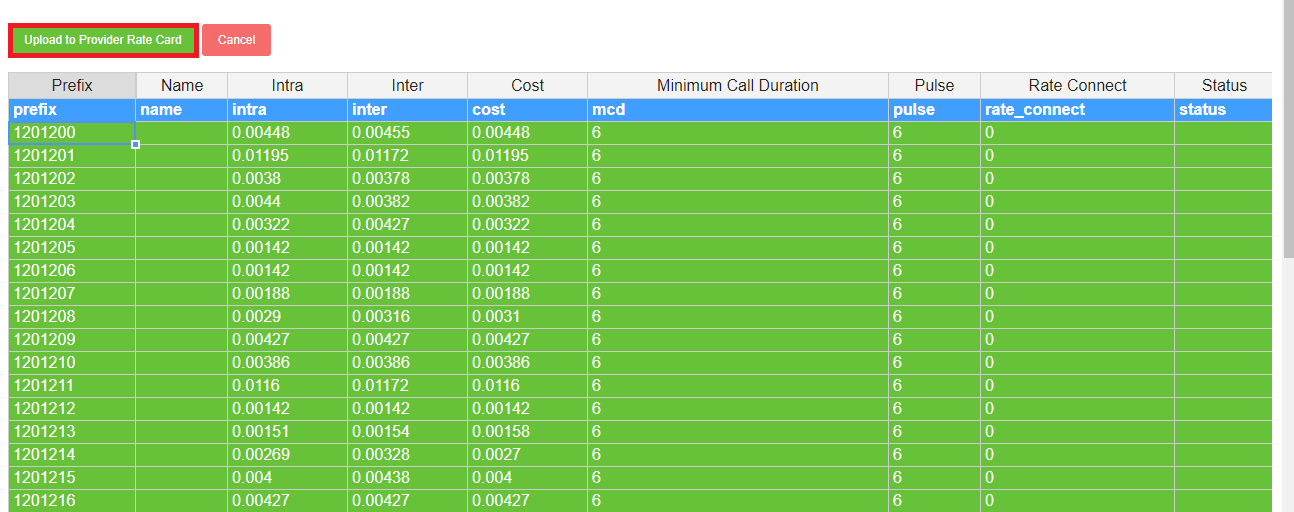 Upload to Provider Rate Card Cancel
Prefix Name Intra Inter Cost Minimum Call Duration Pulse Rate Connect Status
prefix name intra inter cost mcd pulse rate_connect status
1201200 0.00448 0.00455 0.00448 6 6 0
1201201 0.01195 0.01172 0.01195 6 6 0
1201202 0.0038 0.00378 0.00378 6 6 0
1201203 0.0044 0.00382 0.00382 6 6 0
1201204 0.00322 0.00427 0.00322 6 6 0
1201205 0.00142 0.00142 0.00142 6 6 0
1201206 0.00142 0.00142 0.00142 6 6 0
1201207 0.00188 0.00188 0.00188 6 6 0
1201208 0.0029 0.00316 0.0031 6 6 0
1201209 0.00427 0.00427 0.00427 6 6 0
1201210 0.00386 0.00386 0.00386 6 6 0
1201211 0.0116 0.01172 0.0116 6 6 0
1201212 0.00142 0.00142 0.00142 6 6 0
1201213 0.00151 0.00154 0.00158 6 6 0
1201214 0.00269 0.00328 0.0027 6 6 0
1201215 0.004 0.00438 0.004 6 6 0
1201216 0.00427 0.00427 0.00427 6 6 0